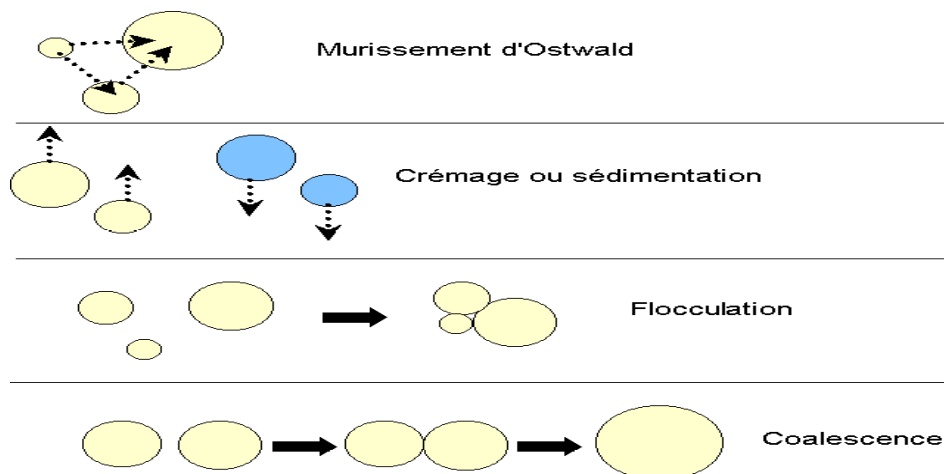 Murissement d'Ostwald
Crémage ou sédimentation
Flocculation
Coalescence